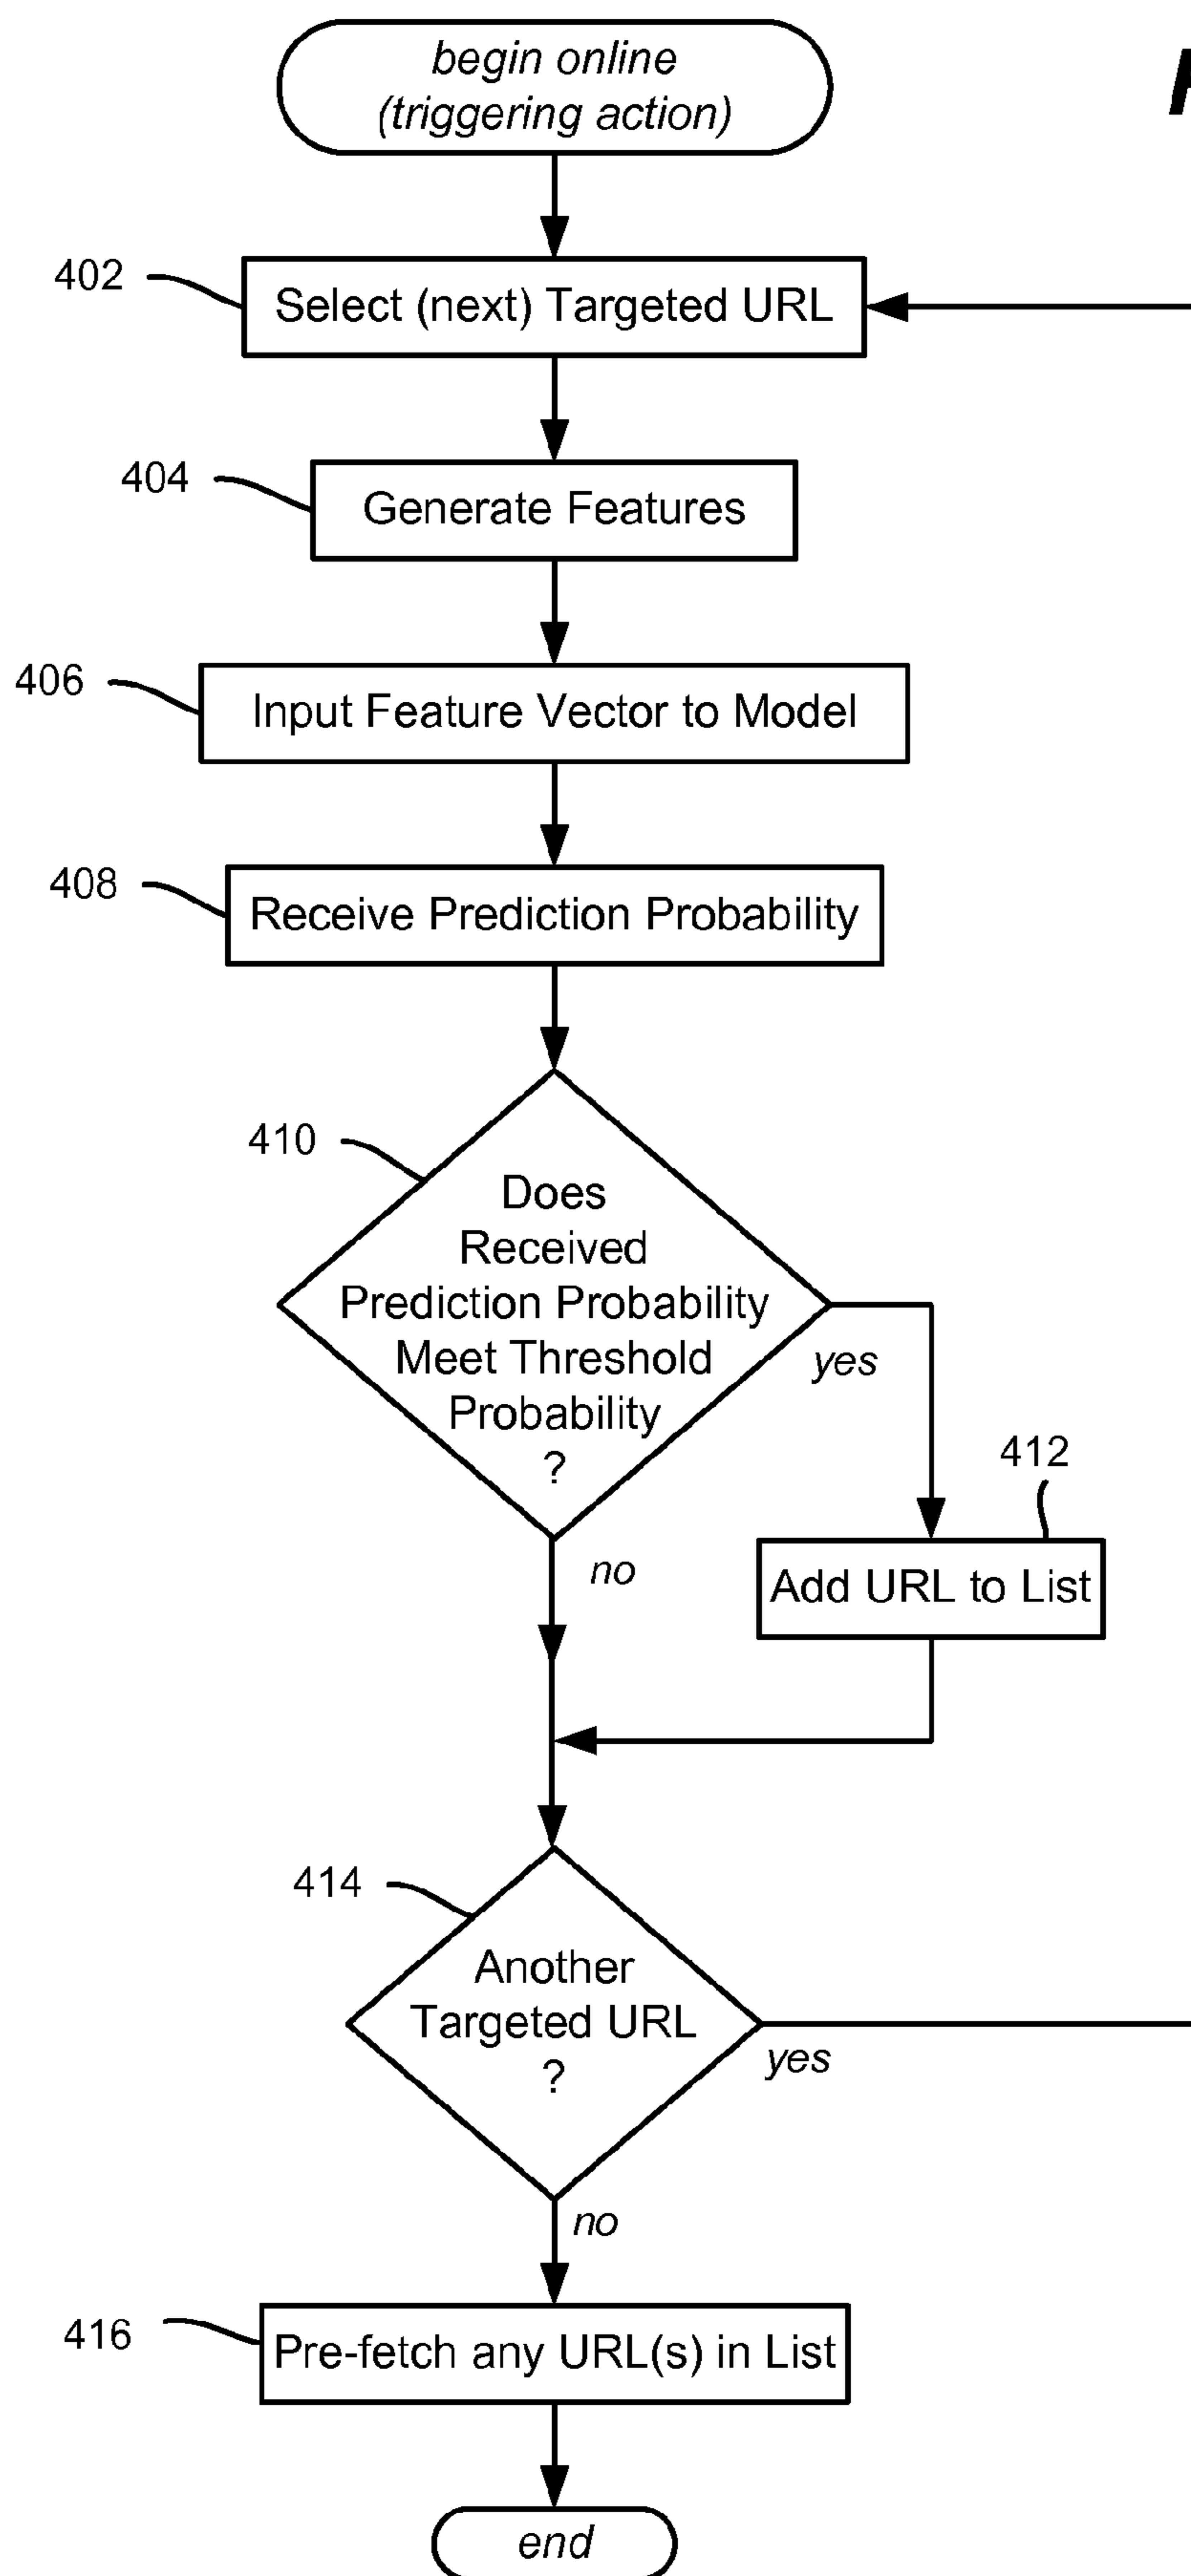 begin online
(triggering action)
402
Select (next) Targeted URL
404
Generate Features
406
Input Feature Vector to Model
408
Receive Prediction Probability
410
Does
Received
Prediction Probability
Meet Threshold
Probability
?
yes
412
no
Add URL to List
414
Another
Targeted URL
?
yes
no
416
Pre-fetch any URL(s) in List
end